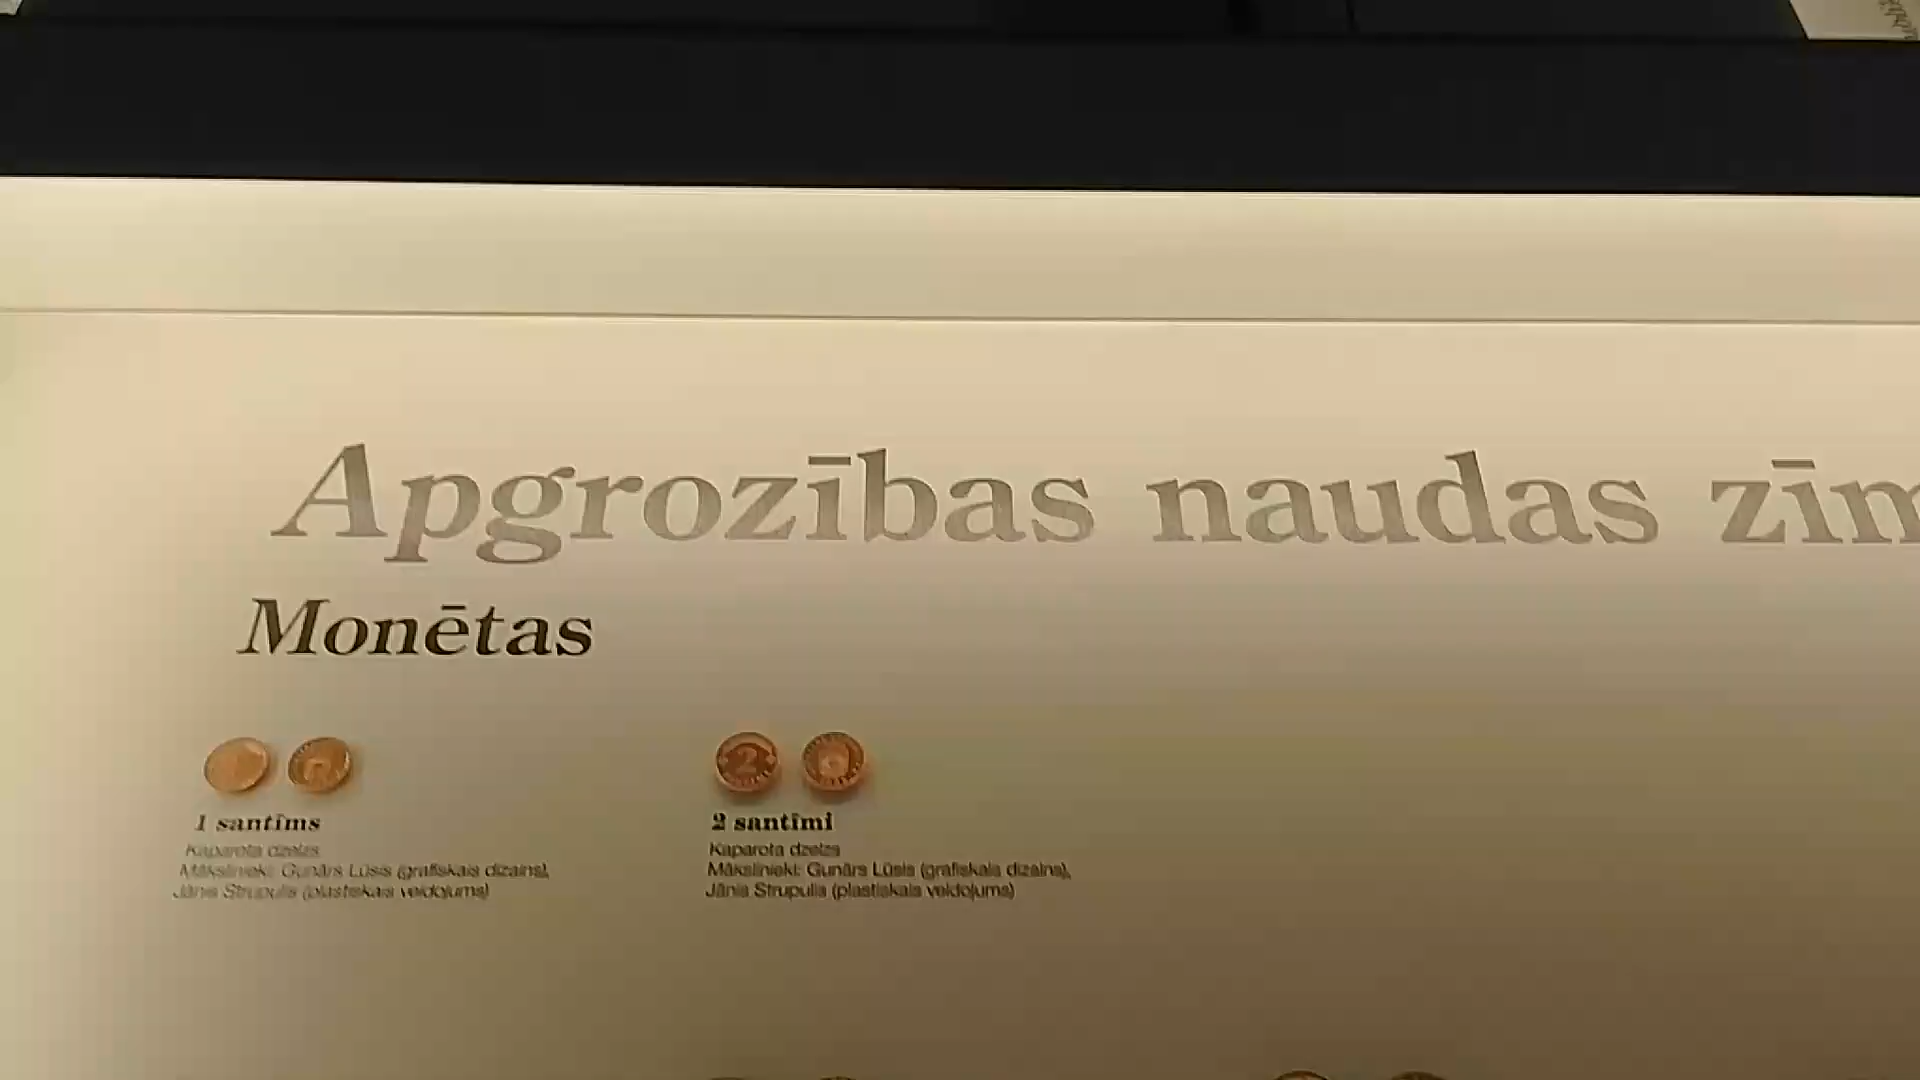 Apgrozības naudas zīm
Monētas
1 santīms
Kaparota dzelzs
Mākslinieki: Gunārs Lūsis (grafiskais dizains),
Jānis Strupulis (plastiskais veidojums)
2 santīmi
Kaparota dzelzs
Mākslinieki: Gunārs Lūsis (grafiskais dizains),
Jānis Strupulis (plastiskais veidojums)